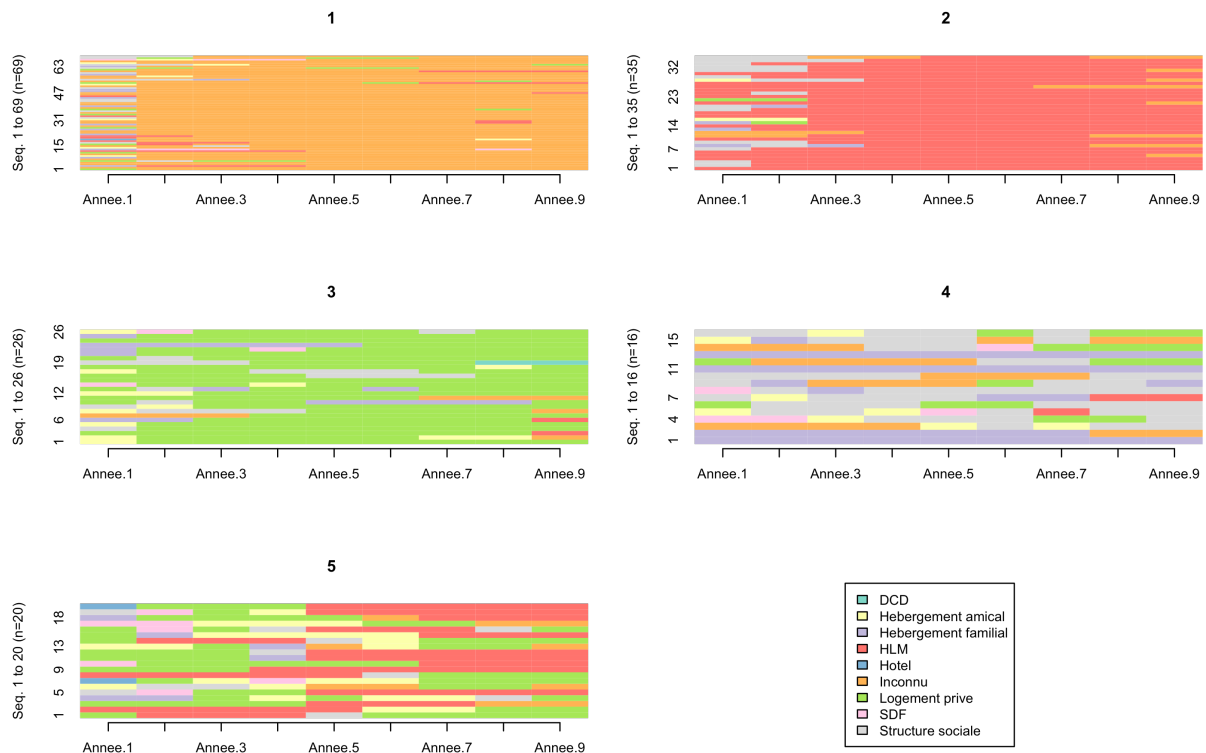 1
Seq. 1 to 69 (n=69)
1 15 31 47 63
Annee.1 Annee.3 Annee.5 Annee.7 Annee.9
2
Seq. 1 to 35 (n=35)
1 7 14 23 32
Annee.1 Annee.3 Annee.5 Annee.7 Annee.9
3
Seq. 1 to 26 (n=26)
1 6 12 19 26
Annee.1 Annee.3 Annee.5 Annee.7 Annee.9
4
Seq. 1 to 16 (n=16)
1 4 7 11 15
Annee.1 Annee.3 Annee.5 Annee.7 Annee.9
5
Seq. 1 to 20 (n=20)
1 5 9 13 18
Annee.1 Annee.3 Annee.5 Annee.7 Annee.9
DCD
Hebergement amical
Hebergement familial
HLM
Hotel
Inconnu
Logement prive
SDF
Structure sociale